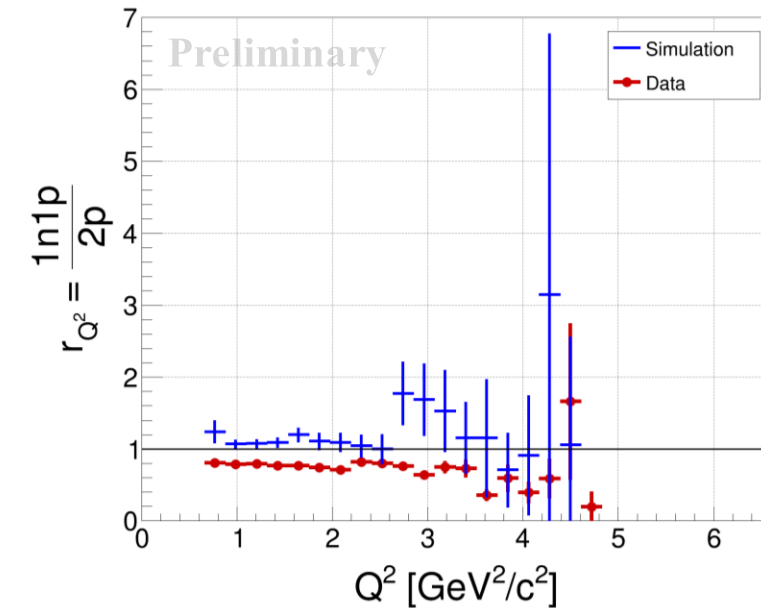 Preliminary
Simulation
Data
7
6
5
4
3
2
1
0
r_{Q^2} = 1n1p / 2p
0 1 2 3 4 5 6
Q² [GeV²/c²]